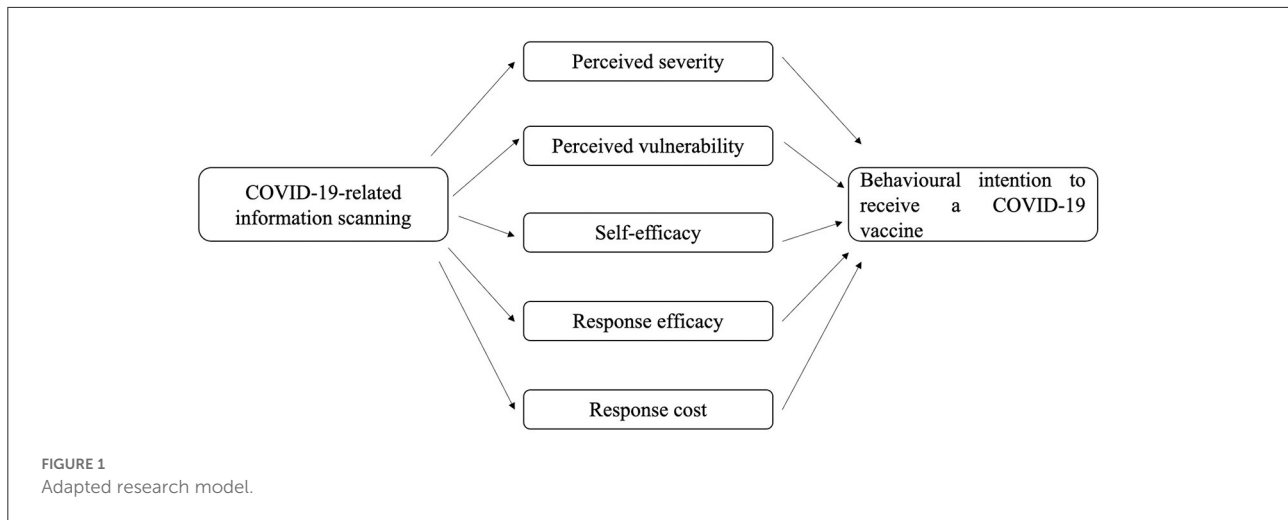 Perceived severity
Perceived vulnerability
COVID-19-related
information scanning
Self-efficacy
Response efficacy
Response cost
Behavioural intention to
receive a COVID-19
vaccine
FIGURE 1
Adapted research model.